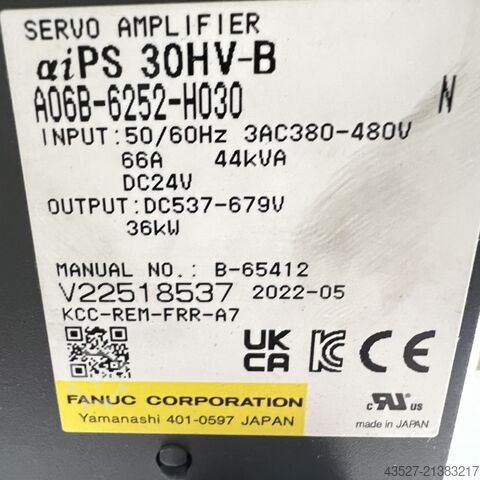 SERVO AMPLIFIER
αiPS 30HV-B
A06B-6252-H030 N
INPUT:50/60Hz 3AC380-480V
66A 44kVA
DC24V
OUTPUT:DC537-679V
36kW
MANUAL NO.: B-65412
V22518537 2022-05
KCC-REM-FRR-A7
UK CA CE
FANUC CORPORATION
Yamanashi 401-0597 JAPAN
c RU us
made in JAPAN
43527-21383217